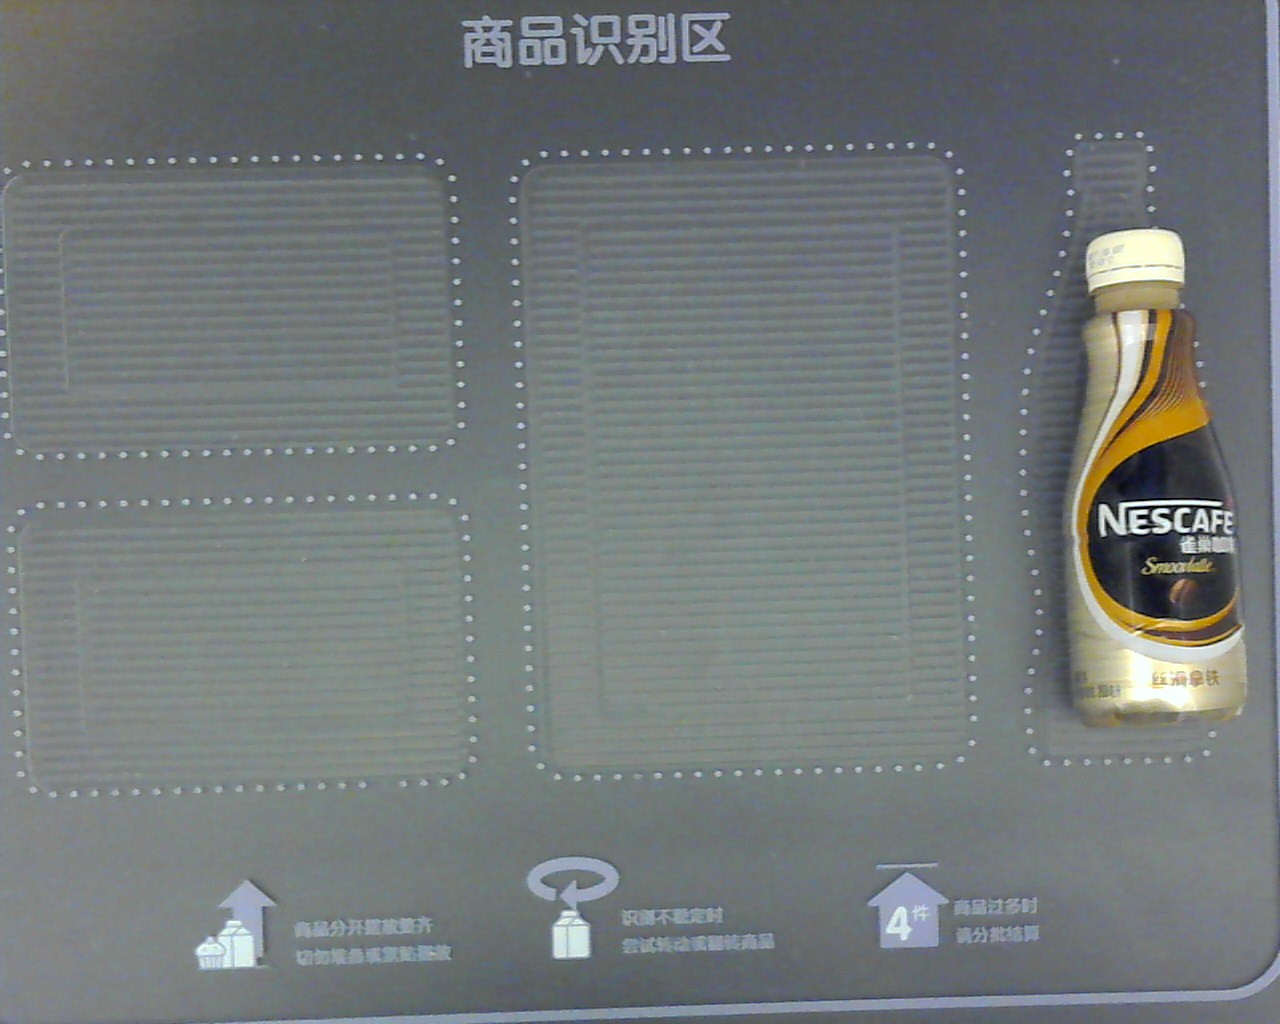 商品识别区
NESCAFÉ
雀巢咖啡
Smoovlatte
丝滑拿铁
商品分开摆放整齐
切勿堆叠或紧贴摆放
识别不稳定时
尝试转动或翻转商品
4件
商品过多时
请分批结算